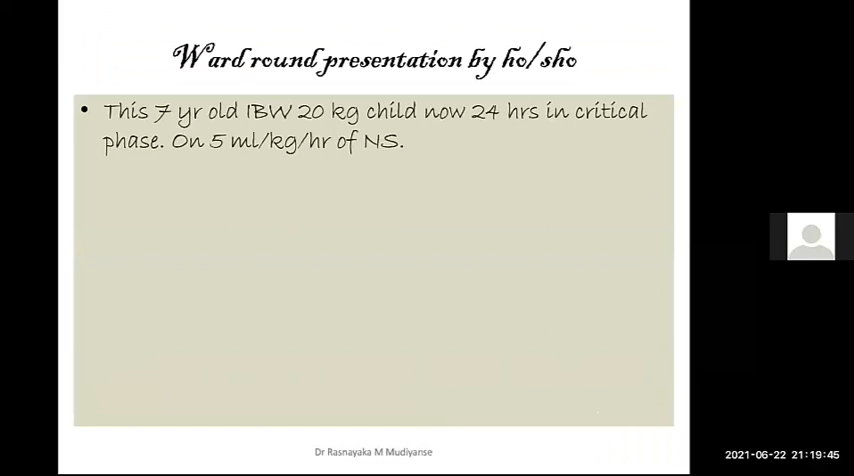 Ward round presentation by ho/sho
• This 7 yr old IBW 20 kg child now 24 hrs in critical
phase. On 5 ml/kg/hr of NS.
Dr Rasnayaka M Mudiyanse
2021-06-22 21:19:45